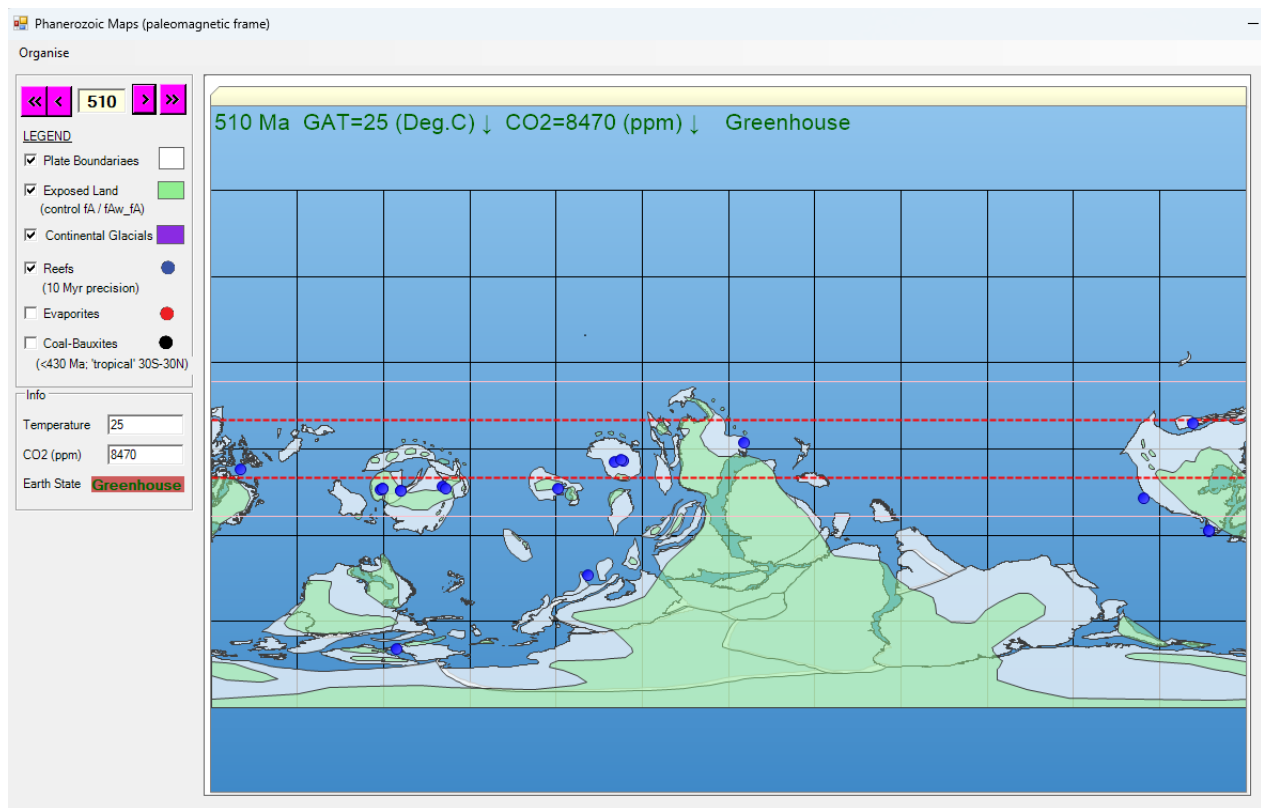 Phanerozoic Maps (paleomagnetic frame)
Organise
<< < 510 > >>
LEGEND
Plate Boundariaes
Exposed Land
(control fA / fAw_fA)
Continental Glacials
Reefs
(10 Myr precision)
Evaporites
Coal-Bauxites
(<430 Ma; 'tropical' 30S-30N)
Info
Temperature 25
CO2 (ppm) 8470
Earth State Greenhouse
510 Ma GAT=25 (Deg.C) ↓ CO2=8470 (ppm) ↓ Greenhouse